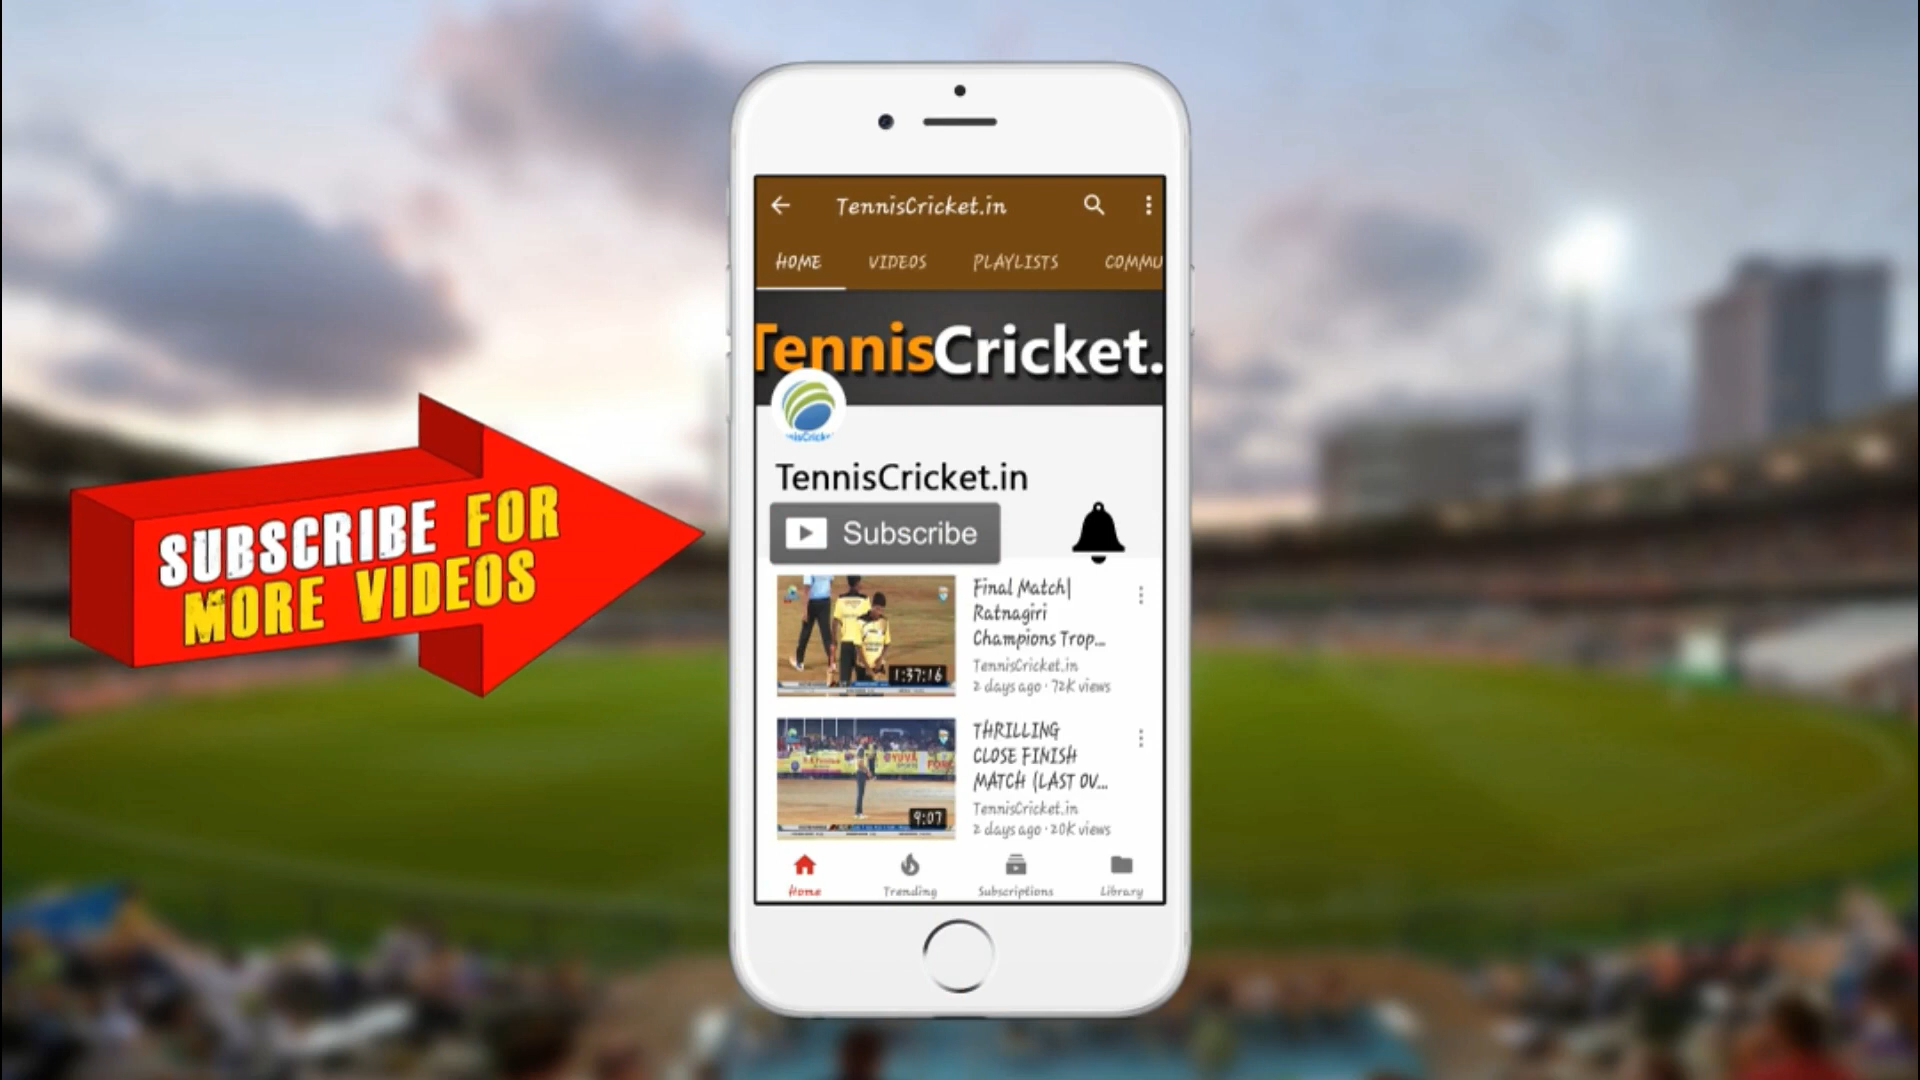 SUBSCRIBE FOR
MORE VIDEOS
TennisCricket.in
HOME VIDEOS PLAYLISTS COMMU
TennisCricket.
TennisCricket.in
Subscribe
Final Match|
Ratnagiri
Champions Trop...
TennisCricket.in
2 days ago · 72K views
1:37:16
THRILLING
CLOSE FINISH
MATCH (LAST OV...
TennisCricket.in
2 days ago · 20K views
9:07
Home Trending Subscriptions Library